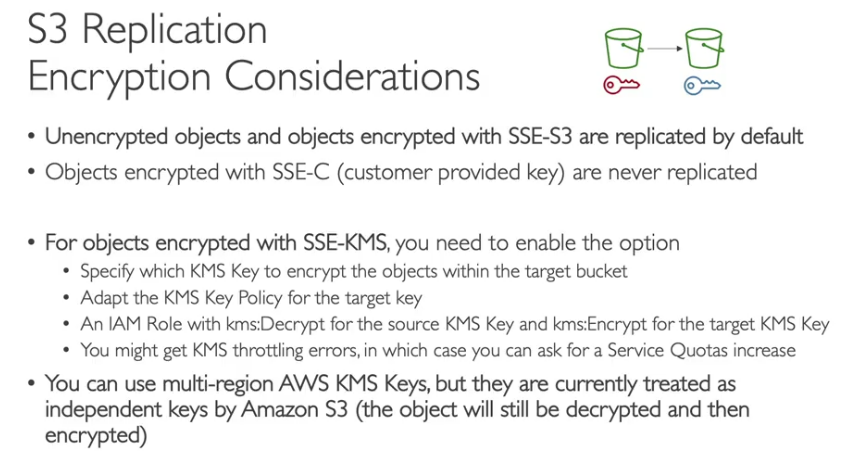 S3 Replication
Encryption Considerations
• Unencrypted objects and objects encrypted with SSE-S3 are replicated by default
• Objects encrypted with SSE-C (customer provided key) are never replicated
• For objects encrypted with SSE-KMS, you need to enable the option
• Specify which KMS Key to encrypt the objects within the target bucket
• Adapt the KMS Key Policy for the target key
• An IAM Role with kms:Decrypt for the source KMS Key and kms:Encrypt for the target KMS Key
• You might get KMS throttling errors, in which case you can ask for a Service Quotas increase
• You can use multi-region AWS KMS Keys, but they are currently treated as
independent keys by Amazon S3 (the object will still be decrypted and then
encrypted)